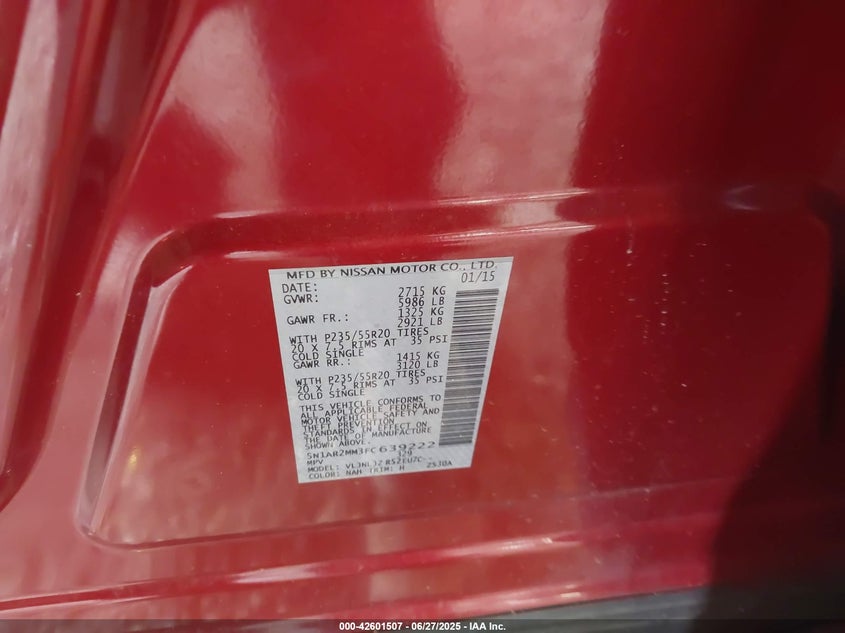 MFD BY NISSAN MOTOR CO., LTD.
DATE: 01/15
GVWR: 2715 KG
5986 LB
GAWR FR.: 1325 KG
2921 LB
WITH P235/55R20 TIRES
20 X 7.5 RIMS AT 35 PSI
COLD SINGLE
GAWR RR.: 1415 KG
3120 LB
WITH P235/55R20 TIRES
20 X 7.5 RIMS AT 35 PSI
COLD SINGLE
THIS VEHICLE CONFORMS TO
ALL APPLICABLE FEDERAL
MOTOR VEHICLE SAFETY AND
THEFT PREVENTION
STANDARDS IN EFFECT ON
THE DATE OF MANUFACTURE
SHOWN ABOVE.
5N1AR2MM3FC639222
MPV 129
MODEL:
COLOR: NAH TRIM: H 2530A
000-42601507 - 06/27/2025 - IAA Inc.